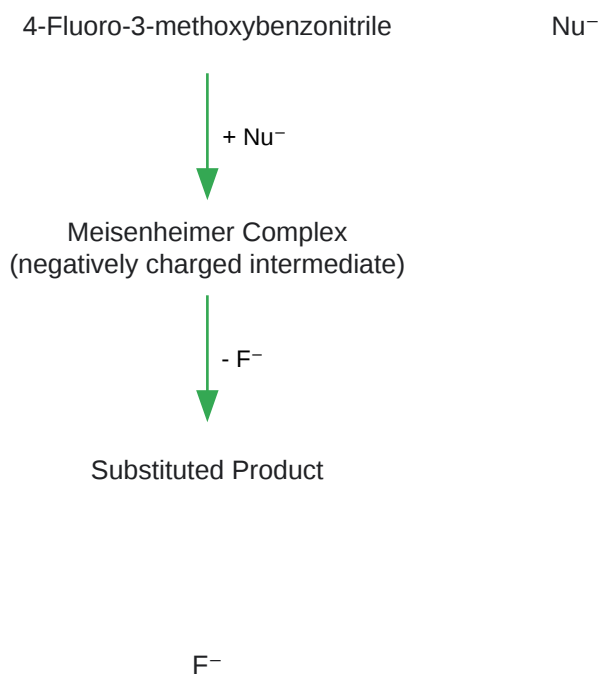 4-Fluoro-3-methoxybenzonitrile
Nu⁻
+ Nu⁻
Meisenheimer Complex
(negatively charged intermediate)
- F⁻
Substituted Product
F⁻